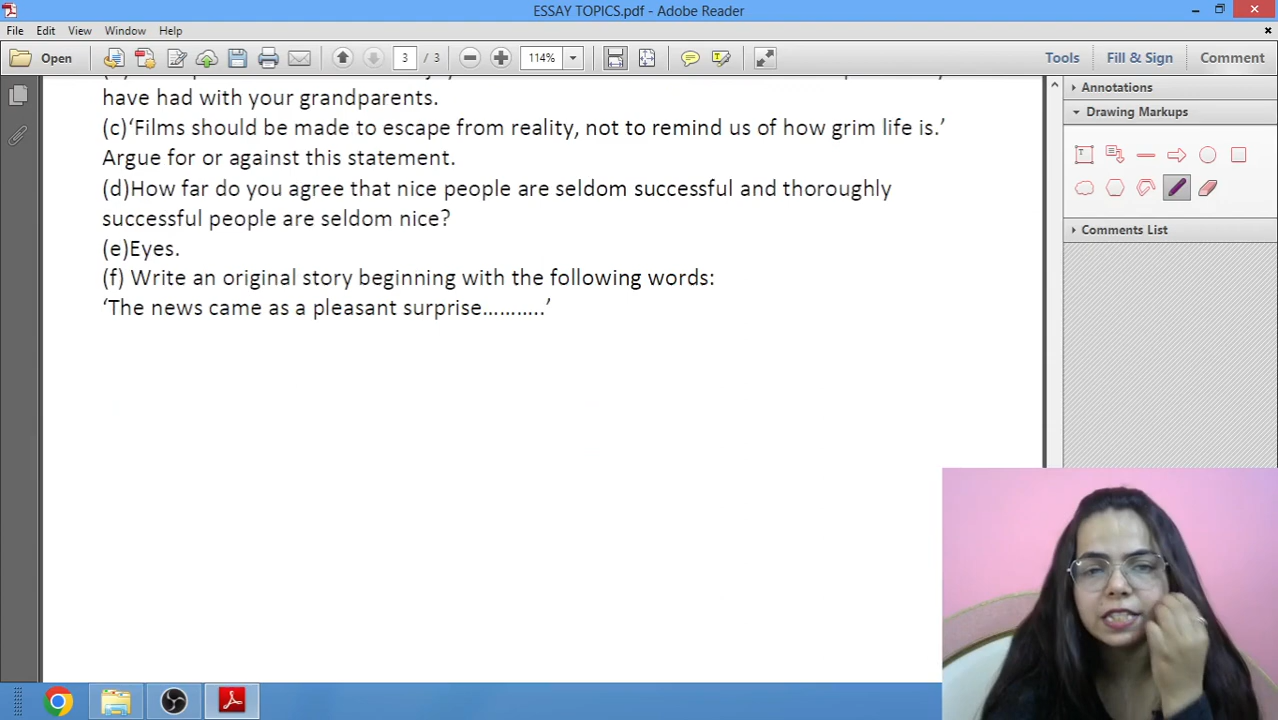 ESSAY TOPICS.pdf - Adobe Reader
File Edit View Window Help
Open 3 / 3 114% Tools Fill & Sign Comment
Annotations
Drawing Markups
T
Comments List
have had with your grandparents.
(c)‘Films should be made to escape from reality, not to remind us of how grim life is.’
Argue for or against this statement.
(d)How far do you agree that nice people are seldom successful and thoroughly
successful people are seldom nice?
(e)Eyes.
(f) Write an original story beginning with the following words:
‘The news came as a pleasant surprise………..’